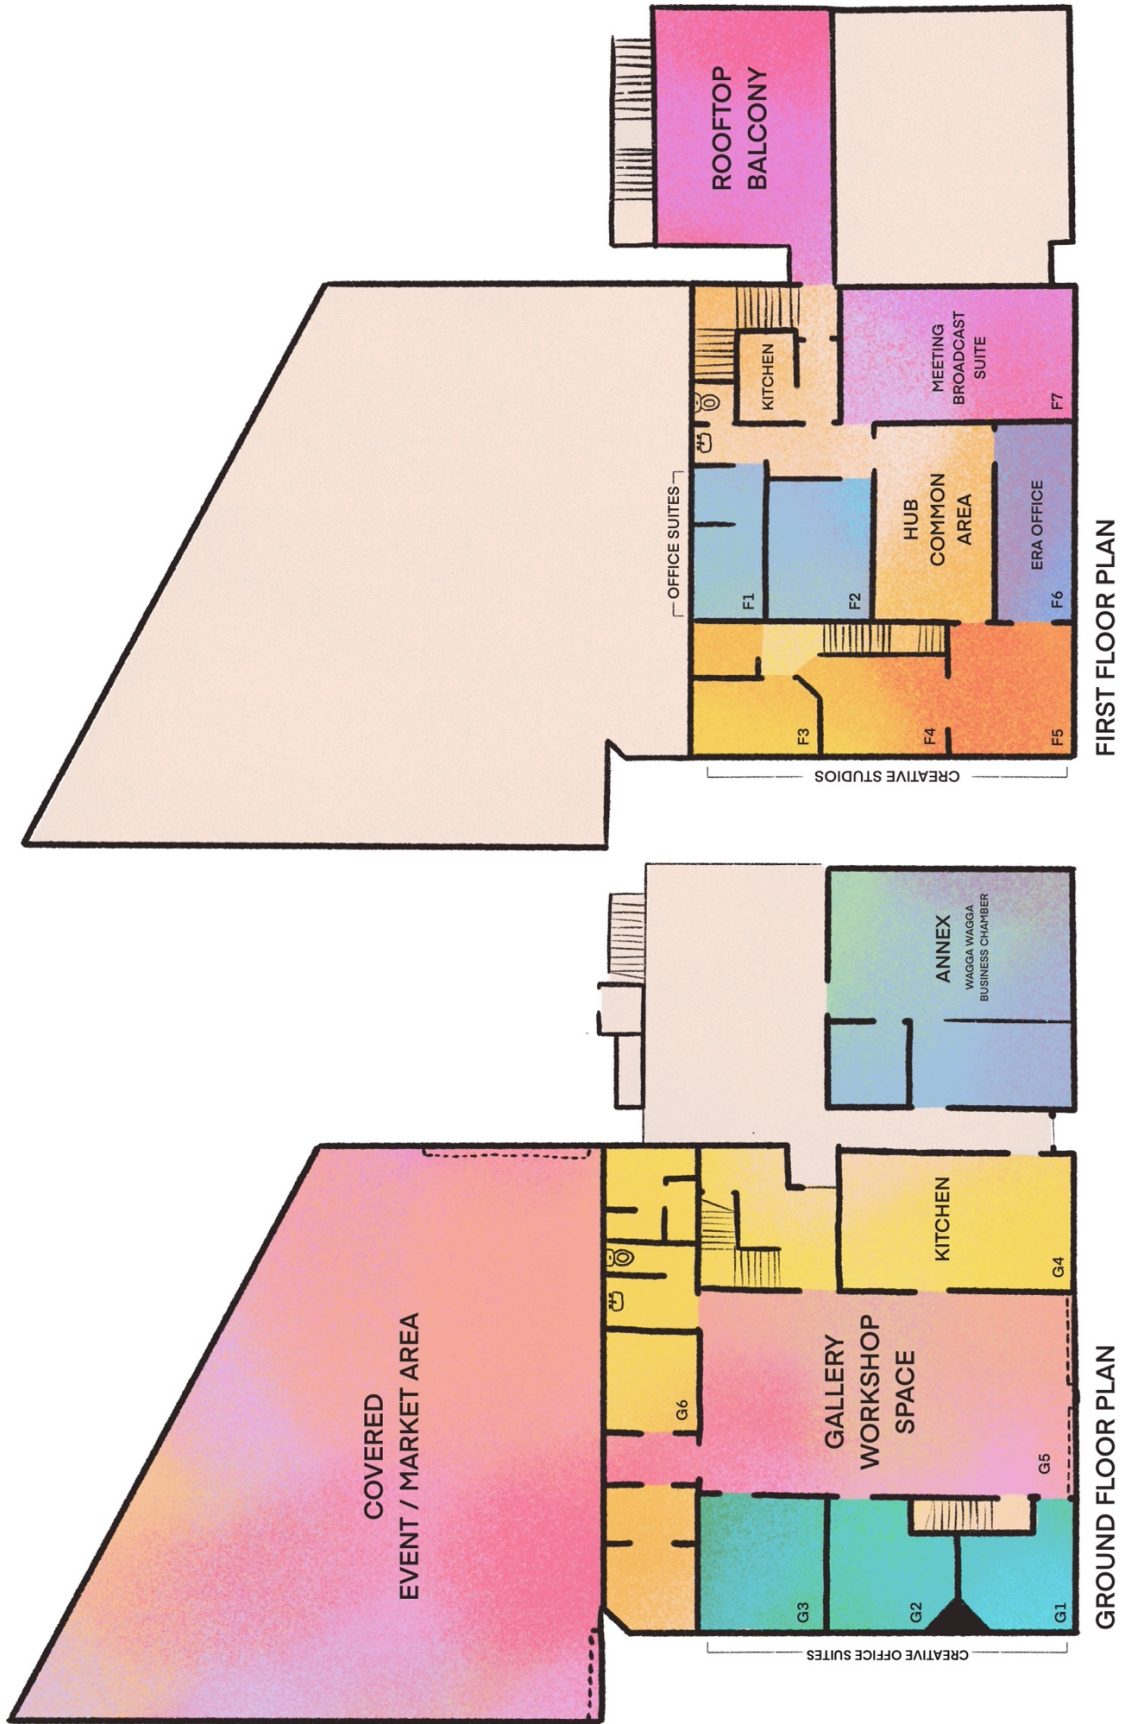 ROOFTOP
BALCONY
KITCHEN
MEETING
BROADCAST
SUITE
F7
OFFICE SUITES
F1
F2
HUB
COMMON
AREA
ERA OFFICE
F6
F3
F4
F5
CREATIVE STUDIOS
FIRST FLOOR PLAN
ANNEX
WAGGA WAGGA
BUSINESS CHAMBER
COVERED
EVENT / MARKET AREA
KITCHEN
G4
G6
GALLERY
WORKSHOP
SPACE
G5
G3
G2
G1
CREATIVE OFFICE SUITES
GROUND FLOOR PLAN